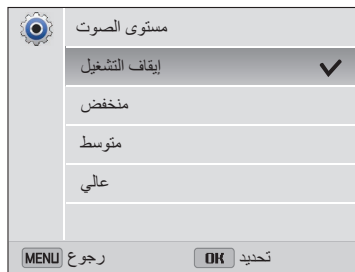 مستوى الصوت
إيقاف التشغيل
منخفض
متوسط
عالي
تحديد OK رجوع MENU